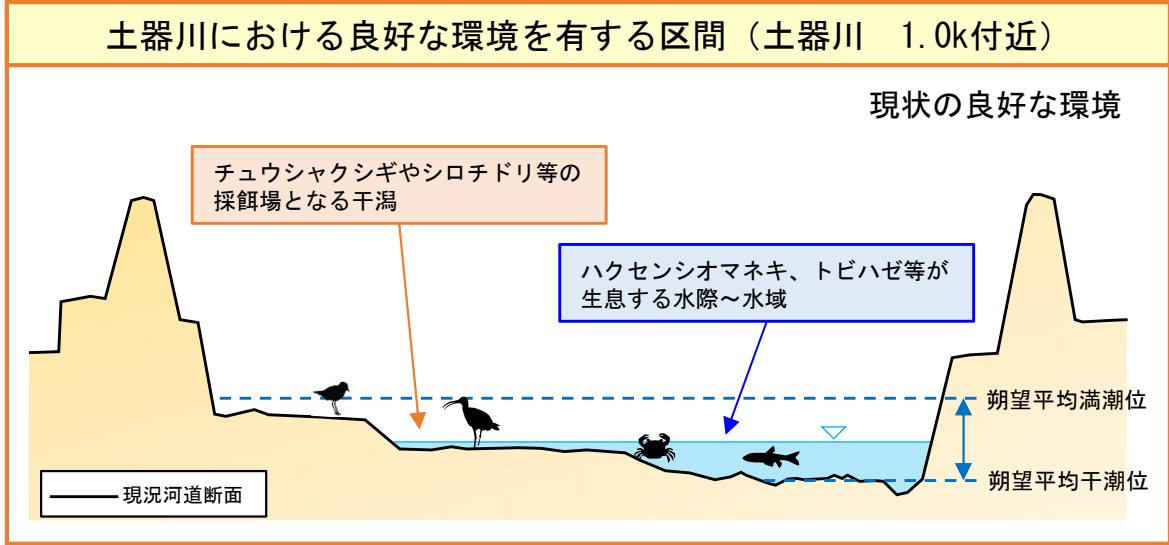 土器川における良好な環境を有する区間（土器川　1.0k付近）
現状の良好な環境
チュウシャクシギやシロチドリ等の
採餌場となる干潟
ハクセンシオマネキ、トビハゼ等が
生息する水際～水域
朔望平均満潮位
朔望平均干潮位
現況河道断面